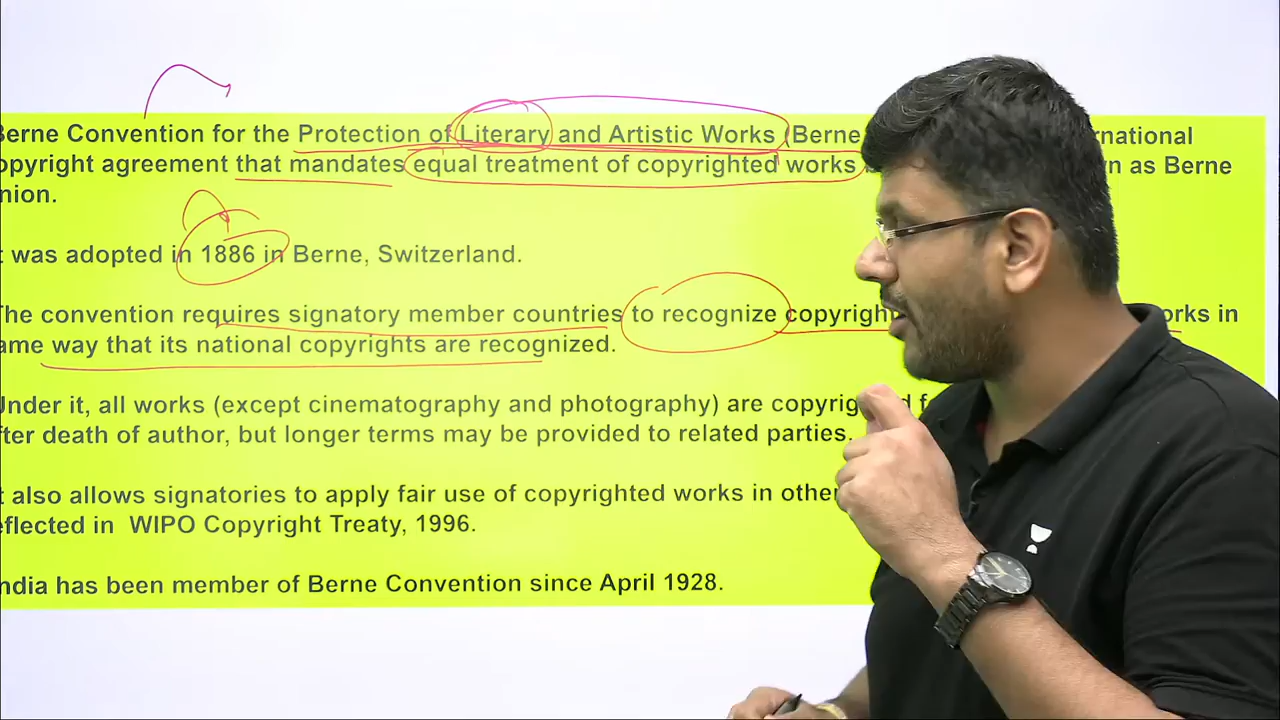 Berne Convention for the Protection of Literary and Artistic Works (Berne rnational
opyright agreement that mandates equal treatment of copyrighted works n as Berne
nion.
t was adopted in 1886 in Berne, Switzerland.
The convention requires signatory member countries to recognize copyrigh orks in
ame way that its national copyrights are recognized.
Under it, all works (except cinematography and photography) are copyrig d f
fter death of author, but longer terms may be provided to related parties.
t also allows signatories to apply fair use of copyrighted works in other
eflected in WIPO Copyright Treaty, 1996.
ndia has been member of Berne Convention since April 1928.